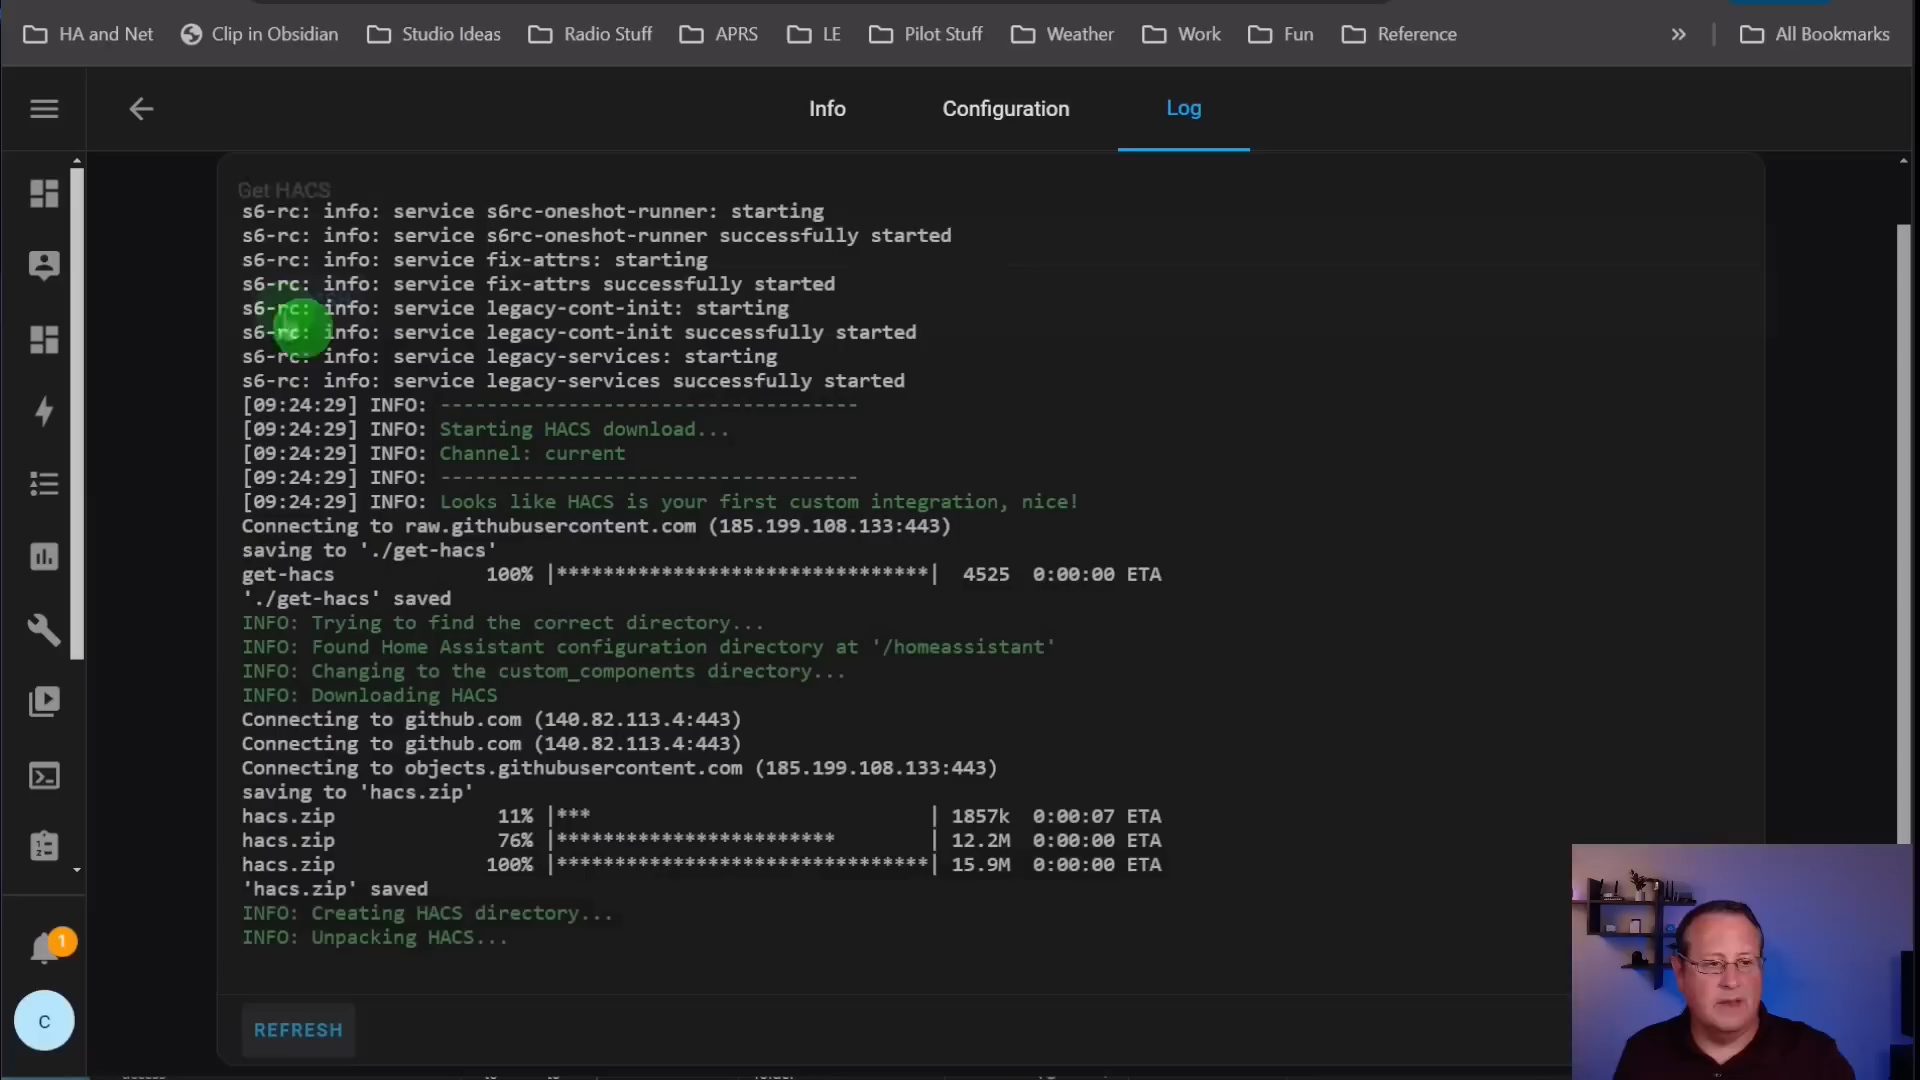 HA and Net Clip in Obsidian Studio Ideas Radio Stuff APRS LE Pilot Stuff Weather Work Fun Reference » All Bookmarks
Info Configuration Log
Get HACS
s6-rc: info: service s6rc-oneshot-runner: starting
s6-rc: info: service s6rc-oneshot-runner successfully started
s6-rc: info: service fix-attrs: starting
s6-rc: info: service fix-attrs successfully started
s6-rc: info: service legacy-cont-init: starting
s6-rc: info: service legacy-cont-init successfully started
s6-rc: info: service legacy-services: starting
s6-rc: info: service legacy-services successfully started
[09:24:29] INFO: ------------------------------------
[09:24:29] INFO: Starting HACS download...
[09:24:29] INFO: Channel: current
[09:24:29] INFO: ------------------------------------
[09:24:29] INFO: Looks like HACS is your first custom integration, nice!
Connecting to raw.githubusercontent.com (185.199.108.133:443)
saving to './get-hacs'
get-hacs 100% |********************************| 4525 0:00:00 ETA
'./get-hacs' saved
INFO: Trying to find the correct directory...
INFO: Found Home Assistant configuration directory at '/homeassistant'
INFO: Changing to the custom_components directory...
INFO: Downloading HACS
Connecting to github.com (140.82.113.4:443)
Connecting to github.com (140.82.113.4:443)
Connecting to objects.githubusercontent.com (185.199.108.133:443)
saving to 'hacs.zip'
hacs.zip 11% |*** | 1857k 0:00:07 ETA
hacs.zip 76% |************************ | 12.2M 0:00:00 ETA
hacs.zip 100% |********************************| 15.9M 0:00:00 ETA
'hacs.zip' saved
INFO: Creating HACS directory...
INFO: Unpacking HACS...
1
C
REFRESH